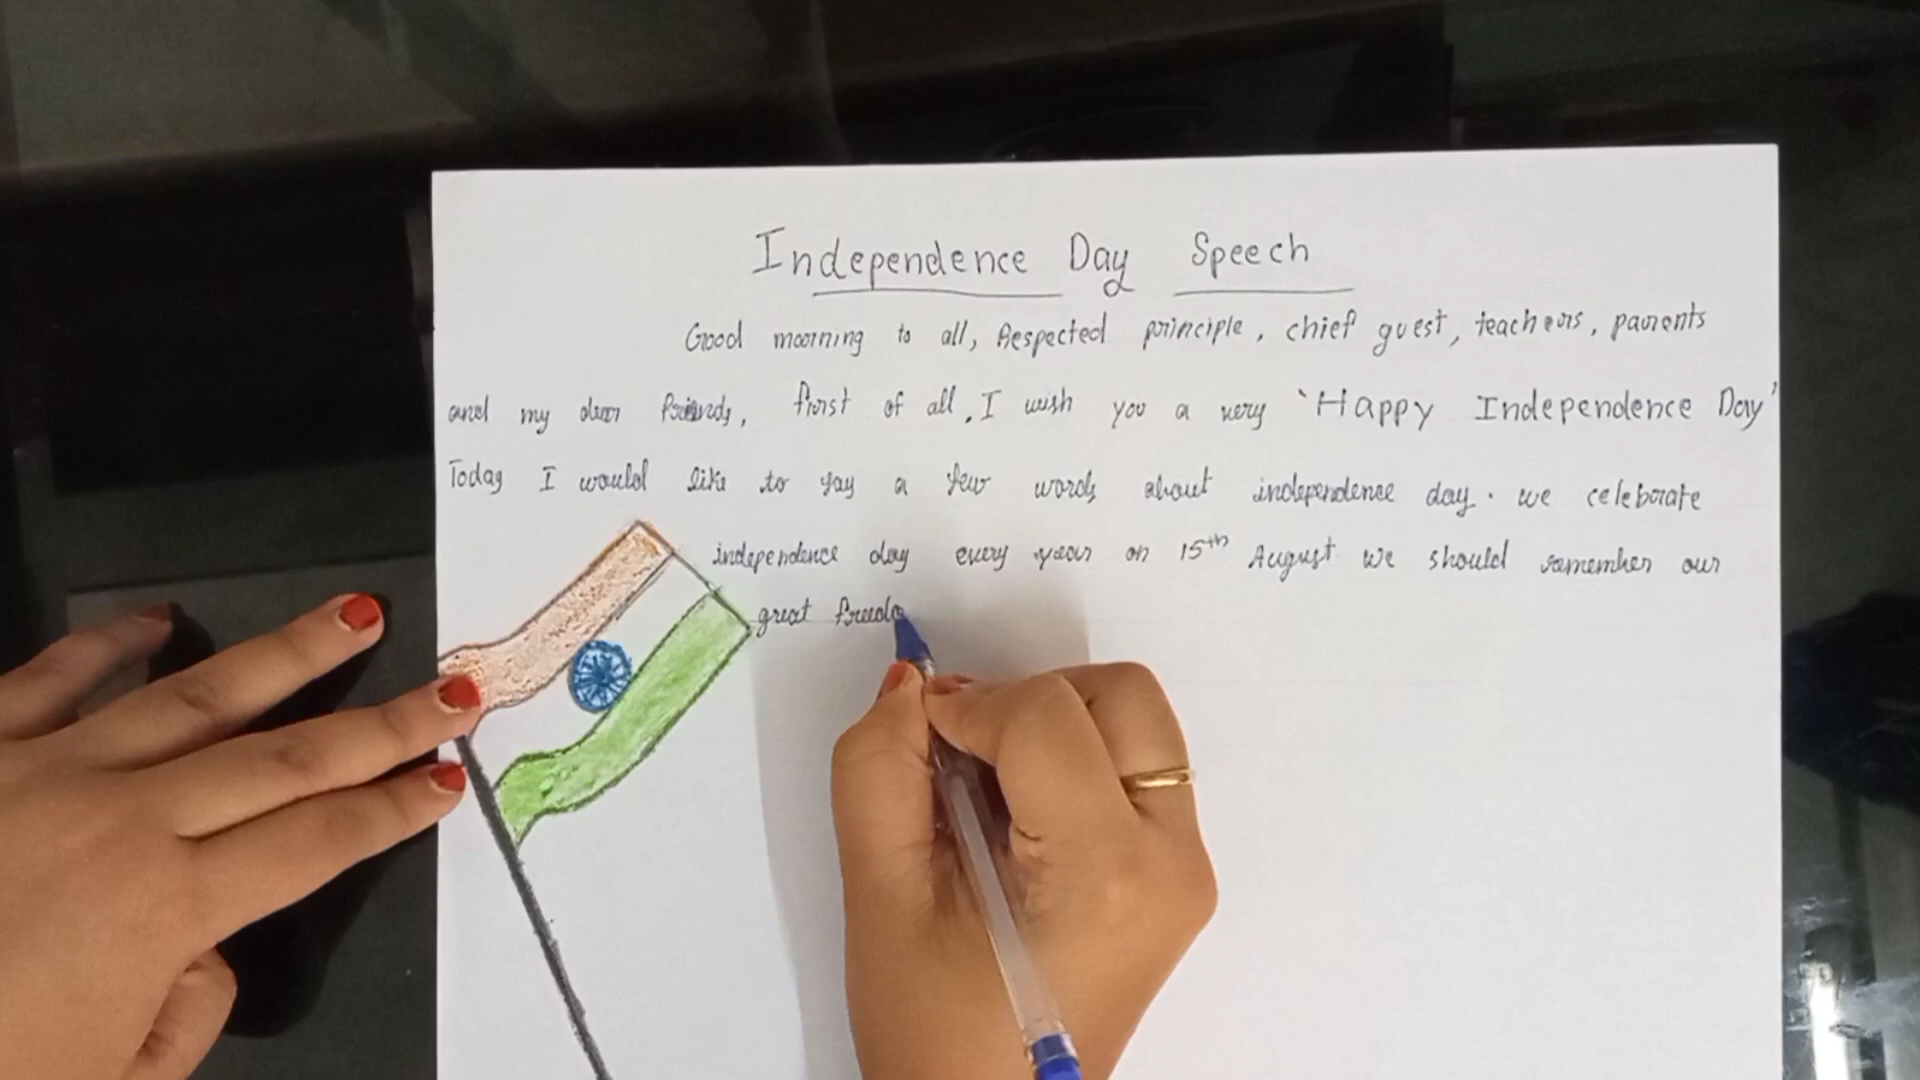 Independence Day Speech
Good morning to all, Respected principle, chief guest, teachers, parents
and my dear friends, first of all, I wish you a very 'Happy Independence Day'
Today I would like to say a few words about independence day. we celebrate
independence day every year on 15th August we should remember our
great freedo